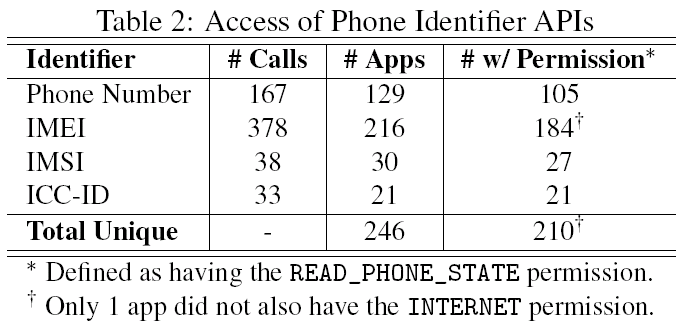 Table 2: Access of Phone Identifier APIs
Identifier # Calls # Apps # w/ Permission*
Phone Number 167 129 105
IMEI 378 216 184†
IMSI 38 30 27
ICC-ID 33 21 21
Total Unique - 246 210†
* Defined as having the READ_PHONE_STATE permission.
† Only 1 app did not also have the INTERNET permission.